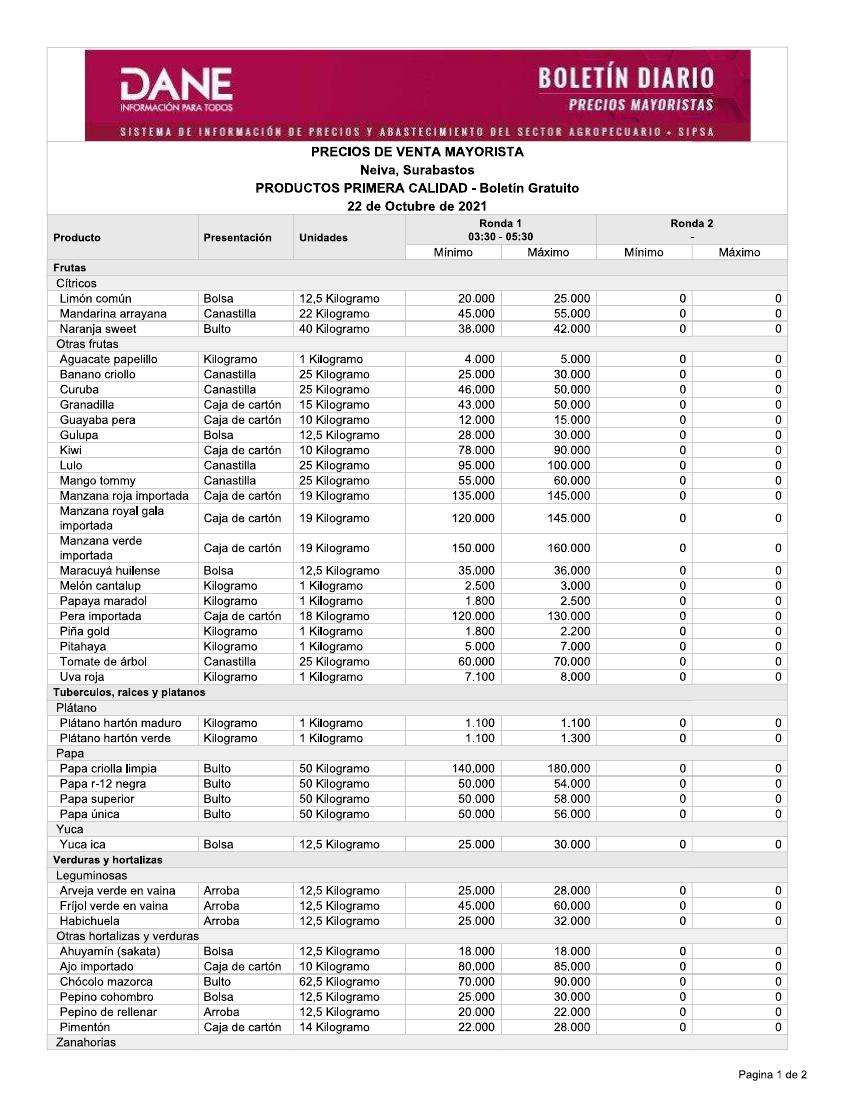 DANE
INFORMACIÓN PARA TODOS
BOLETÍN DIARIO
PRECIOS MAYORISTAS
SISTEMA DE INFORMACIÓN DE PRECIOS Y ABASTECIMIENTO DEL SECTOR AGROPECUARIO • SIPSA
PRECIOS DE VENTA MAYORISTA
Neiva, Surabastos
PRODUCTOS PRIMERA CALIDAD - Boletín Gratuito
22 de Octubre de 2021
Producto Presentación Unidades Ronda 1 03:30 - 05:30 Ronda 2 -
Mínimo Máximo Mínimo Máximo
Frutas
Cítricos
Limón común Bolsa 12,5 Kilogramo 20.000 25.000 0 0
Mandarina arrayana Canastilla 22 Kilogramo 45.000 55.000 0 0
Naranja sweet Bulto 40 Kilogramo 38.000 42.000 0 0
Otras frutas
Aguacate papelillo Kilogramo 1 Kilogramo 4.000 5.000 0 0
Banano criollo Canastilla 25 Kilogramo 25.000 30.000 0 0
Curuba Canastilla 25 Kilogramo 46.000 50.000 0 0
Granadilla Caja de cartón 15 Kilogramo 43.000 50.000 0 0
Guayaba pera Caja de cartón 10 Kilogramo 12.000 15.000 0 0
Gulupa Bolsa 12,5 Kilogramo 28.000 30.000 0 0
Kiwi Caja de cartón 10 Kilogramo 78.000 90.000 0 0
Lulo Canastilla 25 Kilogramo 95.000 100.000 0 0
Mango tommy Canastilla 25 Kilogramo 55.000 60.000 0 0
Manzana roja importada Caja de cartón 19 Kilogramo 135.000 145.000 0 0
Manzana royal gala
importada Caja de cartón 19 Kilogramo 120.000 145.000 0 0
Manzana verde
importada Caja de cartón 19 Kilogramo 150.000 160.000 0 0
Maracuyá huilense Bolsa 12,5 Kilogramo 35.000 36.000 0 0
Melón cantalup Kilogramo 1 Kilogramo 2.500 3.000 0 0
Papaya maradol Kilogramo 1 Kilogramo 1.800 2.500 0 0
Pera importada Caja de cartón 18 Kilogramo 120.000 130.000 0 0
Piña gold Kilogramo 1 Kilogramo 1.800 2.200 0 0
Pitahaya Kilogramo 1 Kilogramo 5.000 7.000 0 0
Tomate de árbol Canastilla 25 Kilogramo 60.000 70.000 0 0
Uva roja Kilogramo 1 Kilogramo 7.100 8.000 0 0
Tuberculos, raices y platanos
Plátano
Plátano hartón maduro Kilogramo 1 Kilogramo 1.100 1.100 0 0
Plátano hartón verde Kilogramo 1 Kilogramo 1.100 1.300 0 0
Papa
Papa criolla limpia Bulto 50 Kilogramo 140.000 180.000 0 0
Papa r-12 negra Bulto 50 Kilogramo 50.000 54.000 0 0
Papa superior Bulto 50 Kilogramo 50.000 58.000 0 0
Papa única Bulto 50 Kilogramo 50.000 56.000 0 0
Yuca
Yuca ica Bolsa 12,5 Kilogramo 25.000 30.000 0 0
Verduras y hortalizas
Leguminosas
Arveja verde en vaina Arroba 12,5 Kilogramo 25.000 28.000 0 0
Fríjol verde en vaina Arroba 12,5 Kilogramo 45.000 60.000 0 0
Habichuela Arroba 12,5 Kilogramo 25.000 32.000 0 0
Otras hortalizas y verduras
Ahuyamín (sakata) Bolsa 12,5 Kilogramo 18.000 18.000 0 0
Ajo importado Caja de cartón 10 Kilogramo 80.000 85.000 0 0
Chócolo mazorca Bulto 62,5 Kilogramo 70.000 90.000 0 0
Pepino cohombro Bolsa 12,5 Kilogramo 25.000 30.000 0 0
Pepino de rellenar Arroba 12,5 Kilogramo 20.000 22.000 0 0
Pimentón Caja de cartón 14 Kilogramo 22.000 28.000 0 0
Zanahorias
Pagina 1 de 2